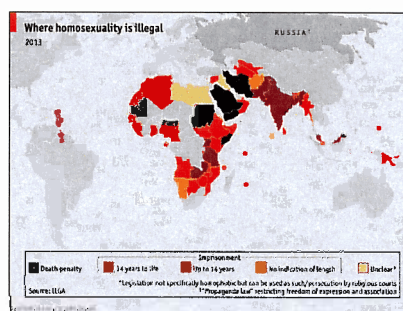 Where homosexuality is illegal
2013
RUSSIA†
Imprisonment
Death penalty
14 years to life
Up to 14 years
No indication of length
Unclear*
*Legislation not specifically homophobic but can be used as such/persecution by religious courts
Source: ILGA
†"Propaganda law" restricting freedom of expression and association